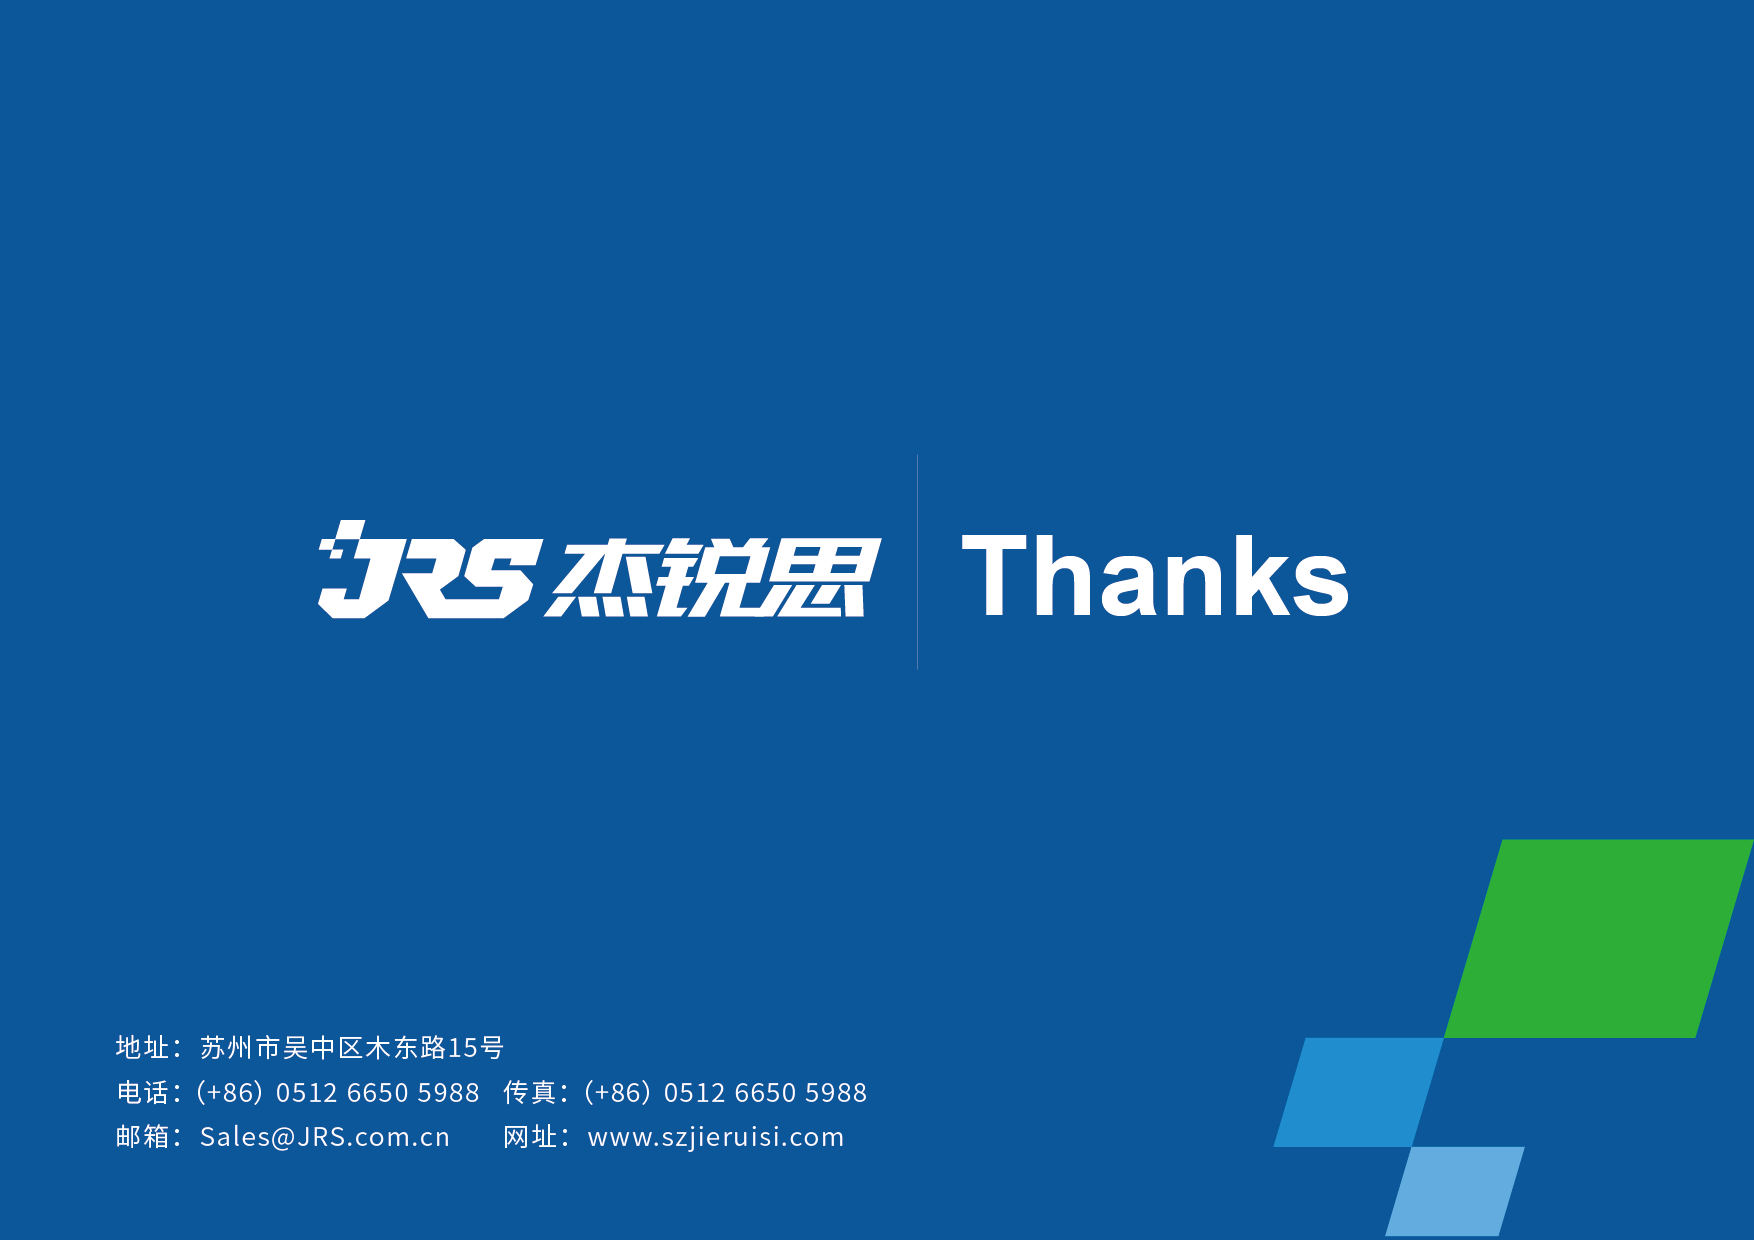 JRS 杰锐思
Thanks
地址：苏州市吴中区木东路15号
电话：（+86）0512 6650 5988 传真：（+86）0512 6650 5988
邮箱：Sales@JRS.com.cn 网址：www.szjieruisi.com